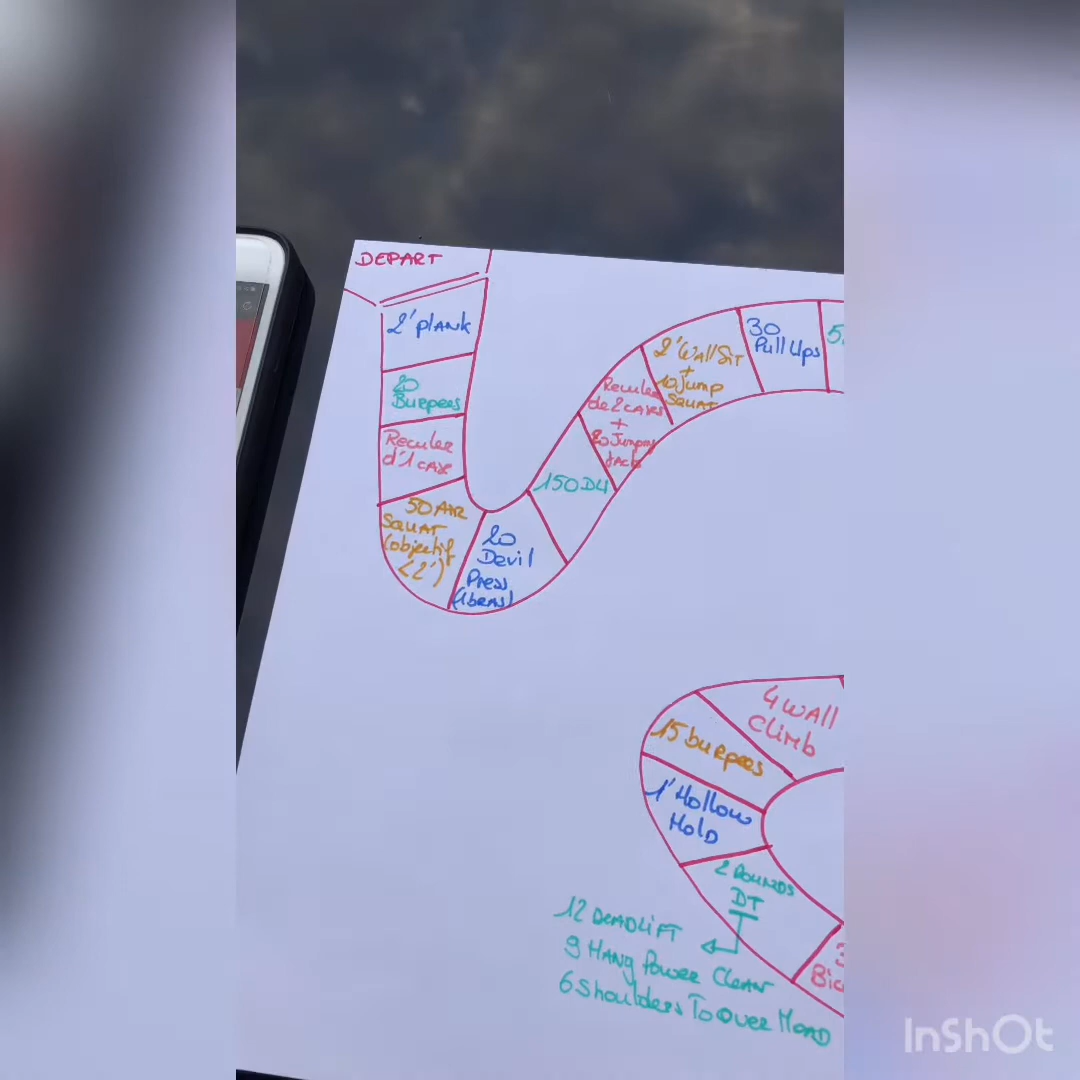 DEPART
2' PLANK
20
Burpees
Reculer
d'1 case
50 AIR
SQUAT
(objectif
<2')
20
Devil
Press
(1bras)
150 DU
Reculer
de 2 cases
+
20 Jumping
Jack
2' Wall SIT
+
10 Jump
SQUAT
30
Pull Ups
4 WALL
CLIMB
15 burpees
1' Hollow
Hold
2 ROUNDS
DT
12 DEADLIFT
9 HANG Power Clean
6 Shoulders To Over Head
InShOt